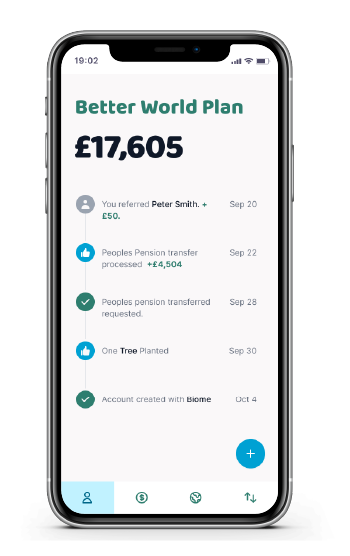 19:02
Better World Plan
£17,605
You referred Peter Smith. + Sep 20
£50.
Peoples Pension transfer Sep 22
processed +£4,504
Peoples pension transferred Sep 28
requested.
One Tree Planted Sep 30
Account created with Biome Oct 4